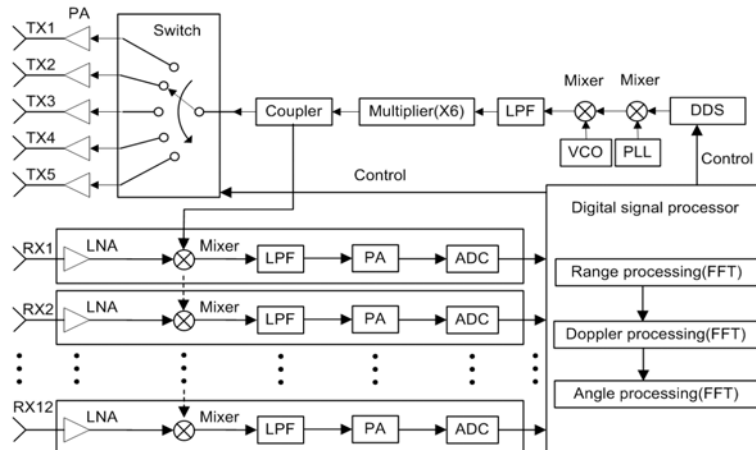 PA
Switch
TX1
TX2
TX3
TX4
TX5
Coupler
Multiplier(X6)
LPF
Mixer
Mixer
DDS
VCO
PLL
Control
Control
Digital signal processor
Range processing(FFT)
Doppler processing(FFT)
Angle processing(FFT)
RX1
LNA
Mixer
LPF
PA
ADC
RX2
LNA
Mixer
LPF
PA
ADC
RX12
LNA
Mixer
LPF
PA
ADC